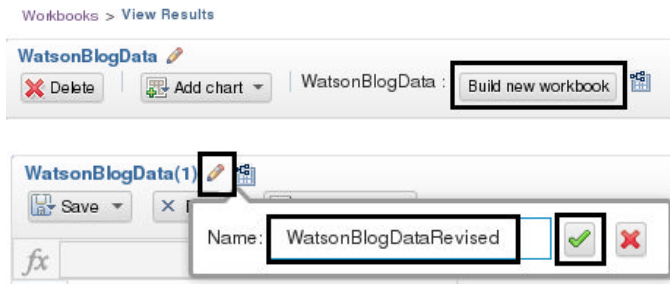 Workbooks > View Results
WatsonBlogData
Delete Add chart WatsonBlogData : Build new workbook
WatsonBlogData(1)
Save
Name: WatsonBlogDataRevised
fx